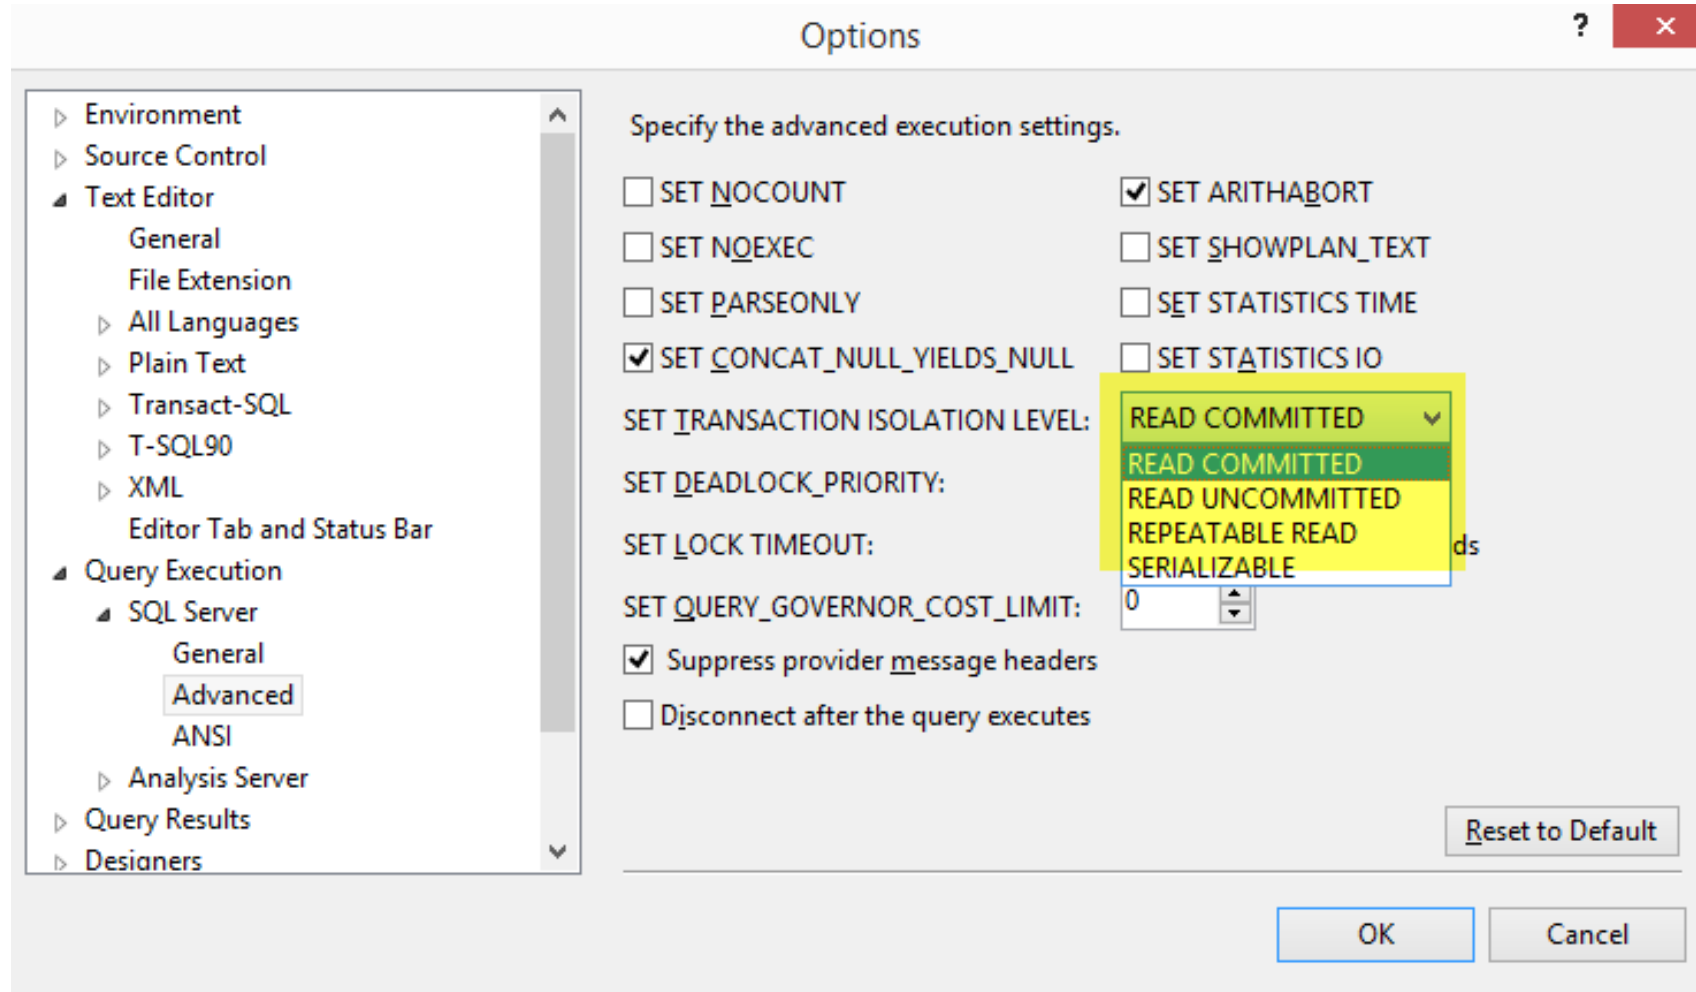 Options
?
Environment
Source Control
Text Editor
General
File Extension
All Languages
Plain Text
Transact-SQL
T-SQL90
XML
Editor Tab and Status Bar
Query Execution
SQL Server
General
Advanced
ANSI
Analysis Server
Query Results
Designers
Specify the advanced execution settings.
SET NOCOUNT
SET ARITHABORT
SET NOEXEC
SET SHOWPLAN_TEXT
SET PARSEONLY
SET STATISTICS TIME
SET CONCAT_NULL_YIELDS_NULL
SET STATISTICS IO
SET TRANSACTION ISOLATION LEVEL:
READ COMMITTED
READ COMMITTED
READ UNCOMMITTED
REPEATABLE READ
SERIALIZABLE
SET DEADLOCK_PRIORITY:
SET LOCK TIMEOUT:
ds
SET QUERY_GOVERNOR_COST_LIMIT:
0
Suppress provider message headers
Disconnect after the query executes
Reset to Default
OK
Cancel